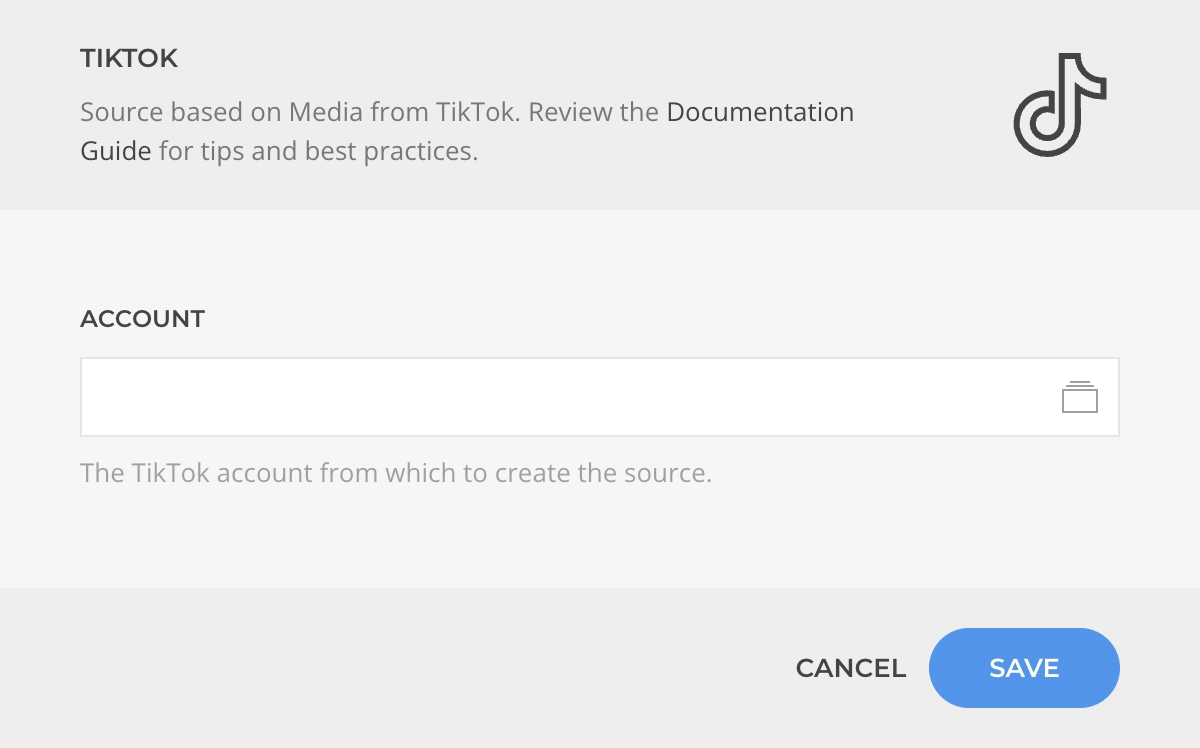 TIKTOK
Source based on Media from TikTok. Review the Documentation
Guide for tips and best practices.
ACCOUNT
The TikTok account from which to create the source.
CANCEL
SAVE